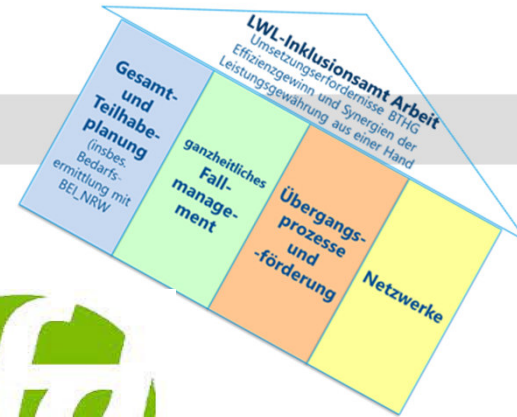 LWL-Inklusionsamt Arbeit
Umsetzungserfordernisse BTHG
Effizienzgewinn und Synergien der
Leistungsgewährung aus einer Hand
Gesamt-
und
Teilhabe-
planung
(insbes.
Bedarfs-
ermittlung mit
BEI_NRW
ganzheitliches
Fall-
manage-
ment
Übergangs-
prozesse
und
-förderung
Netzwerke